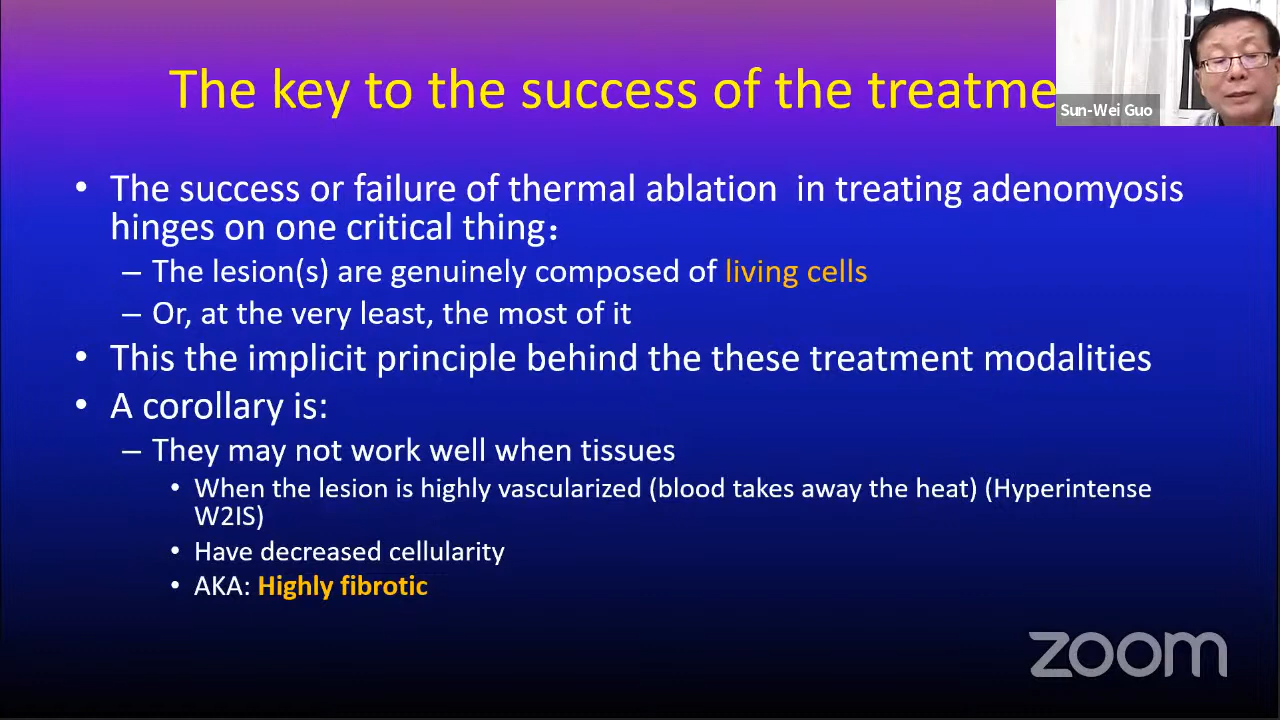 The key to the success of the treatme
Sun-Wei Guo
• The success or failure of thermal ablation  in treating adenomyosis
hinges on one critical thing：
– The lesion(s) are genuinely composed of living cells
– Or, at the very least, the most of it
• This the implicit principle behind the these treatment modalities
• A corollary is:
– They may not work well when tissues
• When the lesion is highly vascularized (blood takes away the heat) (Hyperintense
W2IS)
• Have decreased cellularity
• AKA: Highly fibrotic
zoom